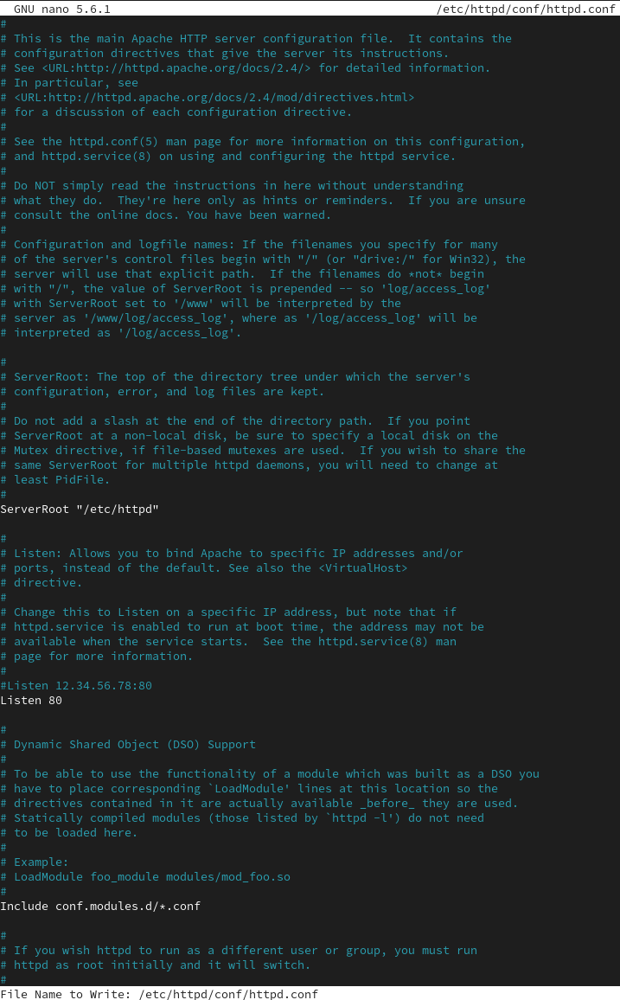 GNU nano 5.6.1 /etc/httpd/conf/httpd.conf
#
# This is the main Apache HTTP server configuration file.  It contains the
# configuration directives that give the server its instructions.
# See <URL:http://httpd.apache.org/docs/2.4/> for detailed information.
# In particular, see
# <URL:http://httpd.apache.org/docs/2.4/mod/directives.html>
# for a discussion of each configuration directive.
#
# See the httpd.conf(5) man page for more information on this configuration,
# and httpd.service(8) on using and configuring the httpd service.
#
# Do NOT simply read the instructions in here without understanding
# what they do.  They're here only as hints or reminders.  If you are unsure
# consult the online docs. You have been warned.
#
# Configuration and logfile names: If the filenames you specify for many
# of the server's control files begin with "/" (or "drive:/" for Win32), the
# server will use that explicit path.  If the filenames do *not* begin
# with "/", the value of ServerRoot is prepended -- so 'log/access_log'
# with ServerRoot set to '/www' will be interpreted by the
# server as '/www/log/access_log', where as '/log/access_log' will be
# interpreted as '/log/access_log'.

#
# ServerRoot: The top of the directory tree under which the server's
# configuration, error, and log files are kept.
#
# Do not add a slash at the end of the directory path.  If you point
# ServerRoot at a non-local disk, be sure to specify a local disk on the
# Mutex directive, if file-based mutexes are used.  If you wish to share the
# same ServerRoot for multiple httpd daemons, you will need to change at
# least PidFile.
#
ServerRoot "/etc/httpd"

#
# Listen: Allows you to bind Apache to specific IP addresses and/or
# ports, instead of the default. See also the <VirtualHost>
# directive.
#
# Change this to Listen on a specific IP address, but note that if
# httpd.service is enabled to run at boot time, the address may not be
# available when the service starts.  See the httpd.service(8) man
# page for more information.
#
#Listen 12.34.56.78:80
Listen 80

#
# Dynamic Shared Object (DSO) Support
#
# To be able to use the functionality of a module which was built as a DSO you
# have to place corresponding `LoadModule' lines at this location so the
# directives contained in it are actually available _before_ they are used.
# Statically compiled modules (those listed by `httpd -l') do not need
# to be loaded here.
#
# Example:
# LoadModule foo_module modules/mod_foo.so
#
Include conf.modules.d/*.conf

#
# If you wish httpd to run as a different user or group, you must run
# httpd as root initially and it will switch.
#
File Name to Write: /etc/httpd/conf/httpd.conf